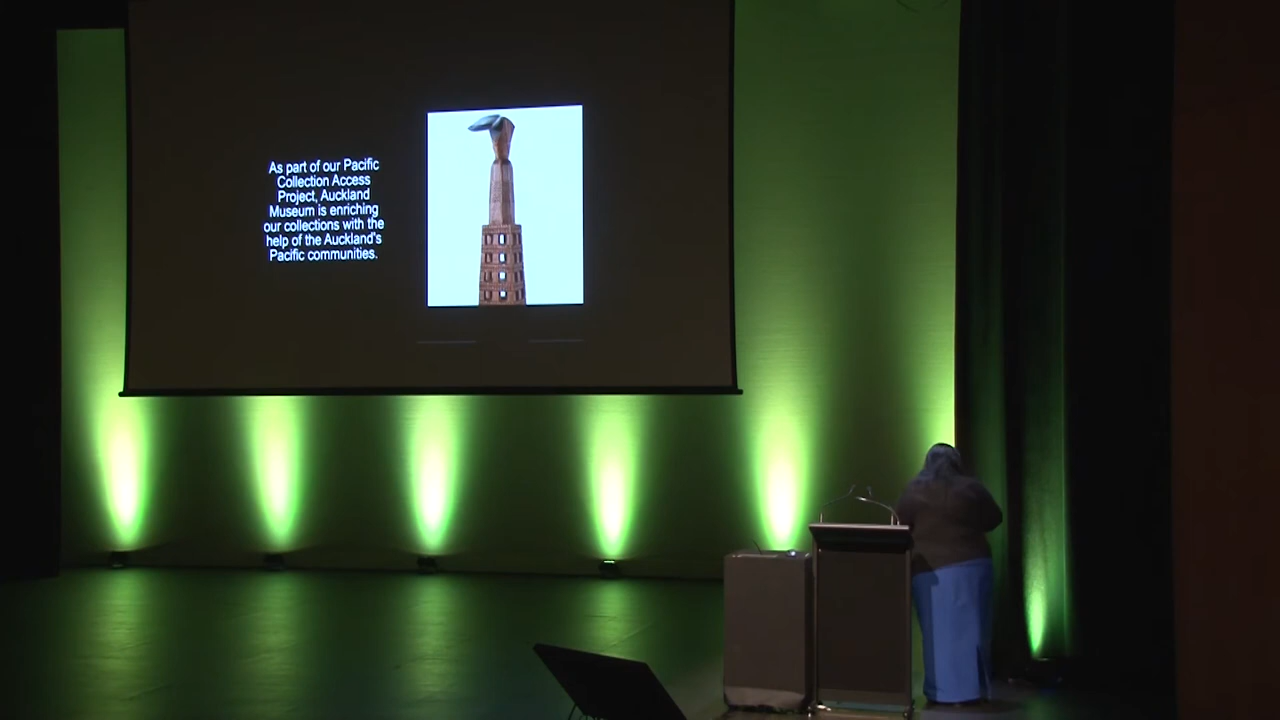 As part of our Pacific
Collection Access
Project, Auckland
Museum is enriching
our collections with the
help of the Auckland's
Pacific communities.